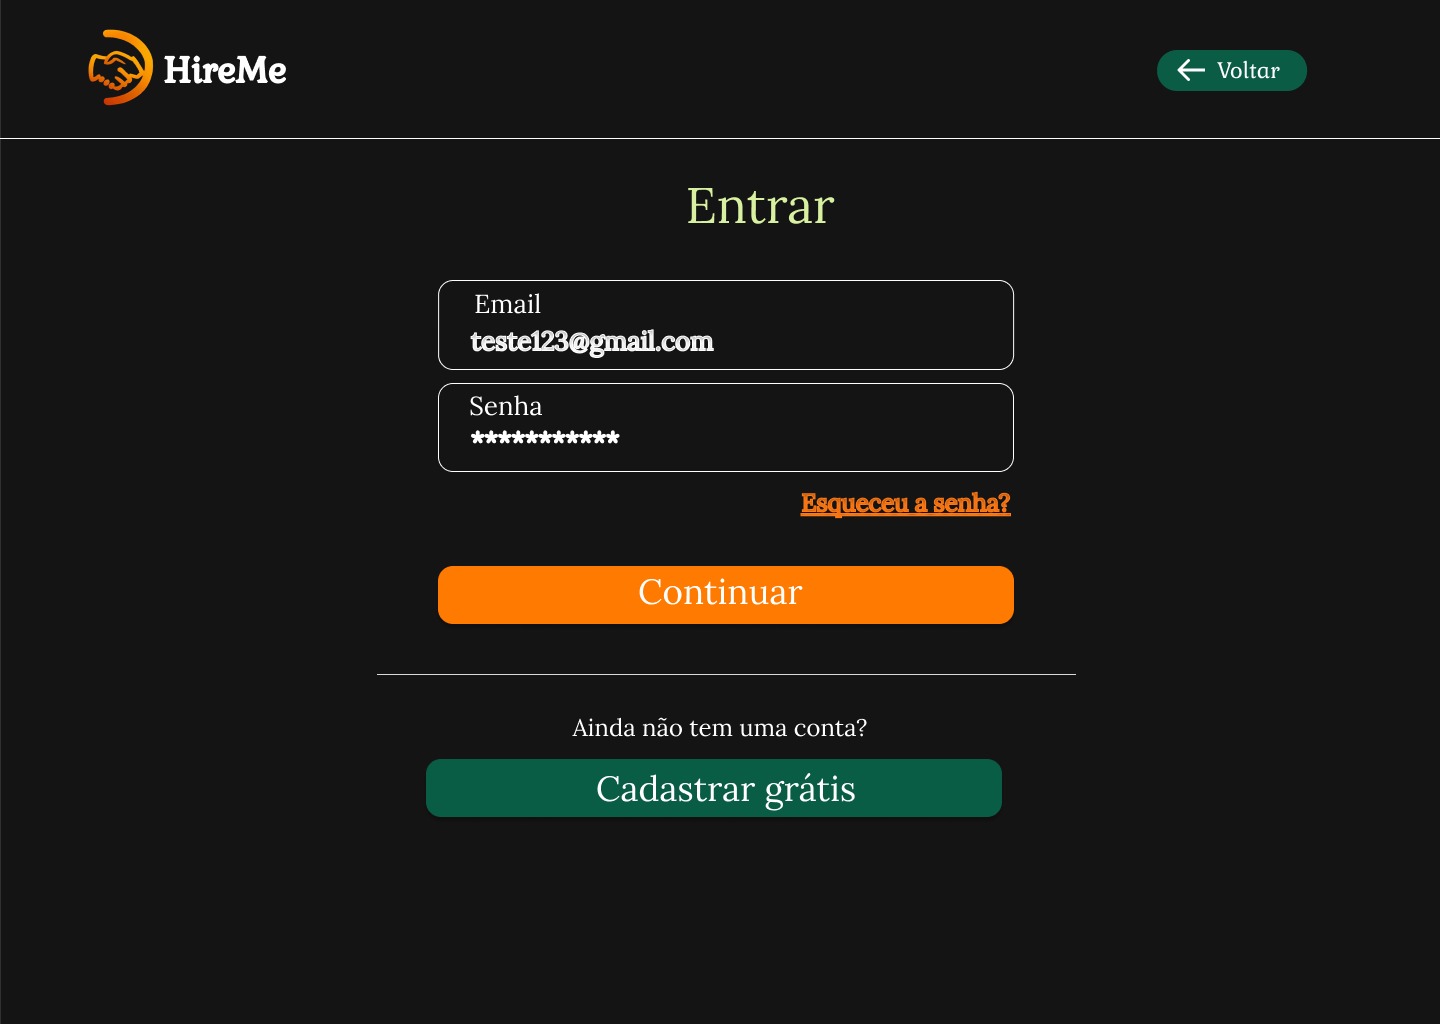 HireMe
Voltar
Entrar
Email
teste123@gmail.com
Senha
***********
Esqueceu a senha?
Continuar
Ainda não tem uma conta?
Cadastrar grátis